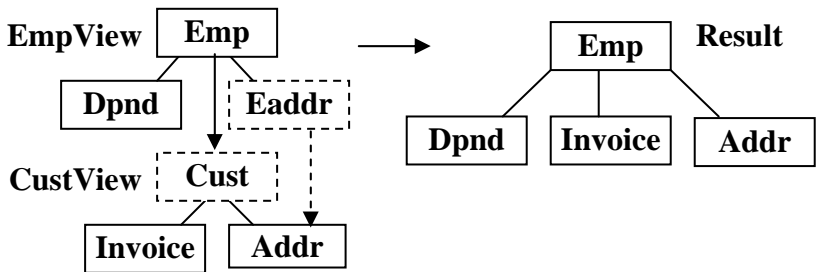 EmpView Emp Emp Result
Dpnd Eaddr
Dpnd Invoice Addr
CustView Cust
Invoice Addr